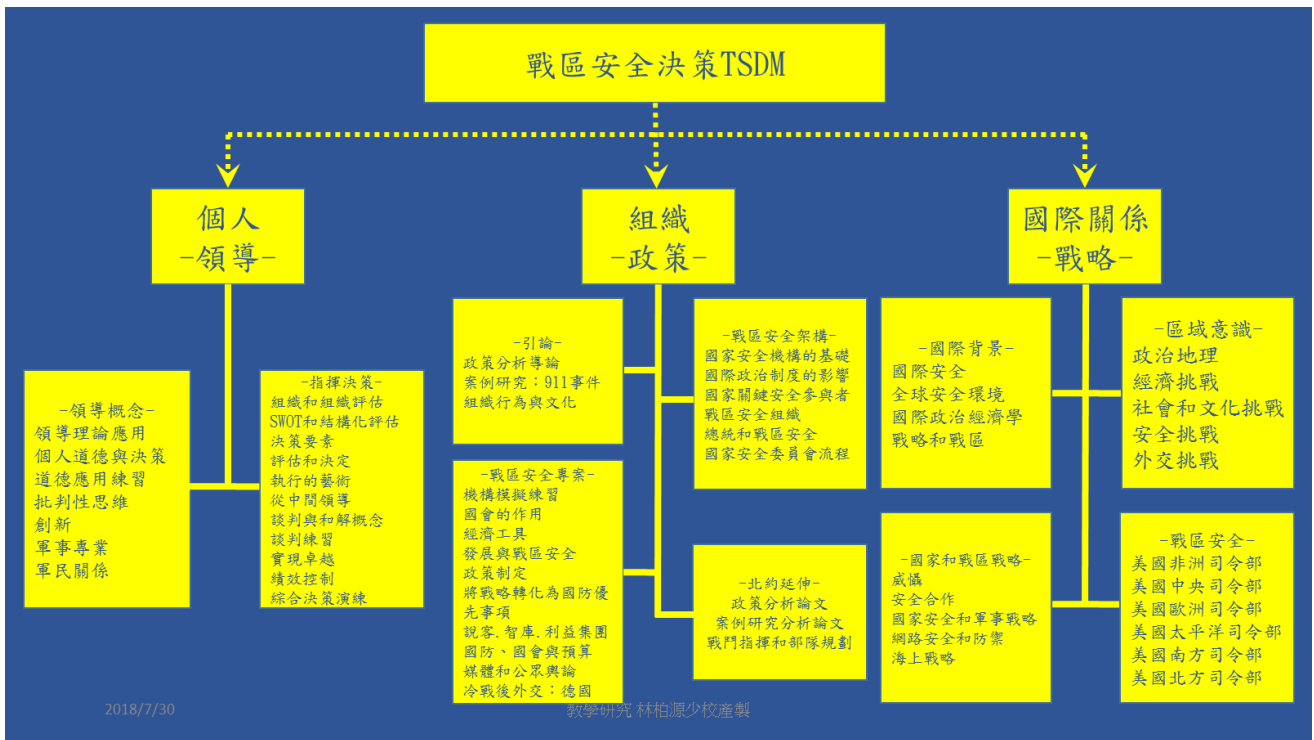 戰區安全決策TSDM
個人
-領導-
-領導概念-
領導理論應用
個人道德與決策
道德應用練習
批判性思維
創新
軍事專業
軍民關係
-指揮決策-
組織和組織評估
SWOT和結構化評估
決策要素
評估和決定
執行的藝術
從中間領導
談判與和解概念
談判練習
實現卓越
績效控制
綜合決策演練
組織
-政策-
-引論-
政策分析導論
案例研究：911事件
組織行為與文化
-戰區安全架構-
國家安全機構的基礎
國際政治制度的影響
國家關鍵安全參與者
戰區安全組織
總統和戰區安全
國家安全委員會流程
-戰區安全專案-
機構模擬練習
國會的作用
經濟工具
發展與戰區安全
政策制定
將戰略轉化為國防優
先事項
說客.智庫.利益集團
國防、國會與預算
媒體和公眾輿論
冷戰後外交：德國
-北約延伸-
政策分析論文
案例研究分析論文
戰鬥指揮和部隊規劃
國際關係
-戰略-
-國際背景-
國際安全
全球安全環境
國際政治經濟學
戰略和戰區
-區域意識-
政治地理
經濟挑戰
社會和文化挑戰
安全挑戰
外交挑戰
-國家和戰區戰略-
威懾
安全合作
國家安全和軍事戰略
網路安全和防禦
海上戰略
-戰區安全-
美國非洲司令部
美國中央司令部
美國歐洲司令部
美國太平洋司令部
美國南方司令部
美國北方司令部
2018/7/30
教學研究 林柏源少校產製